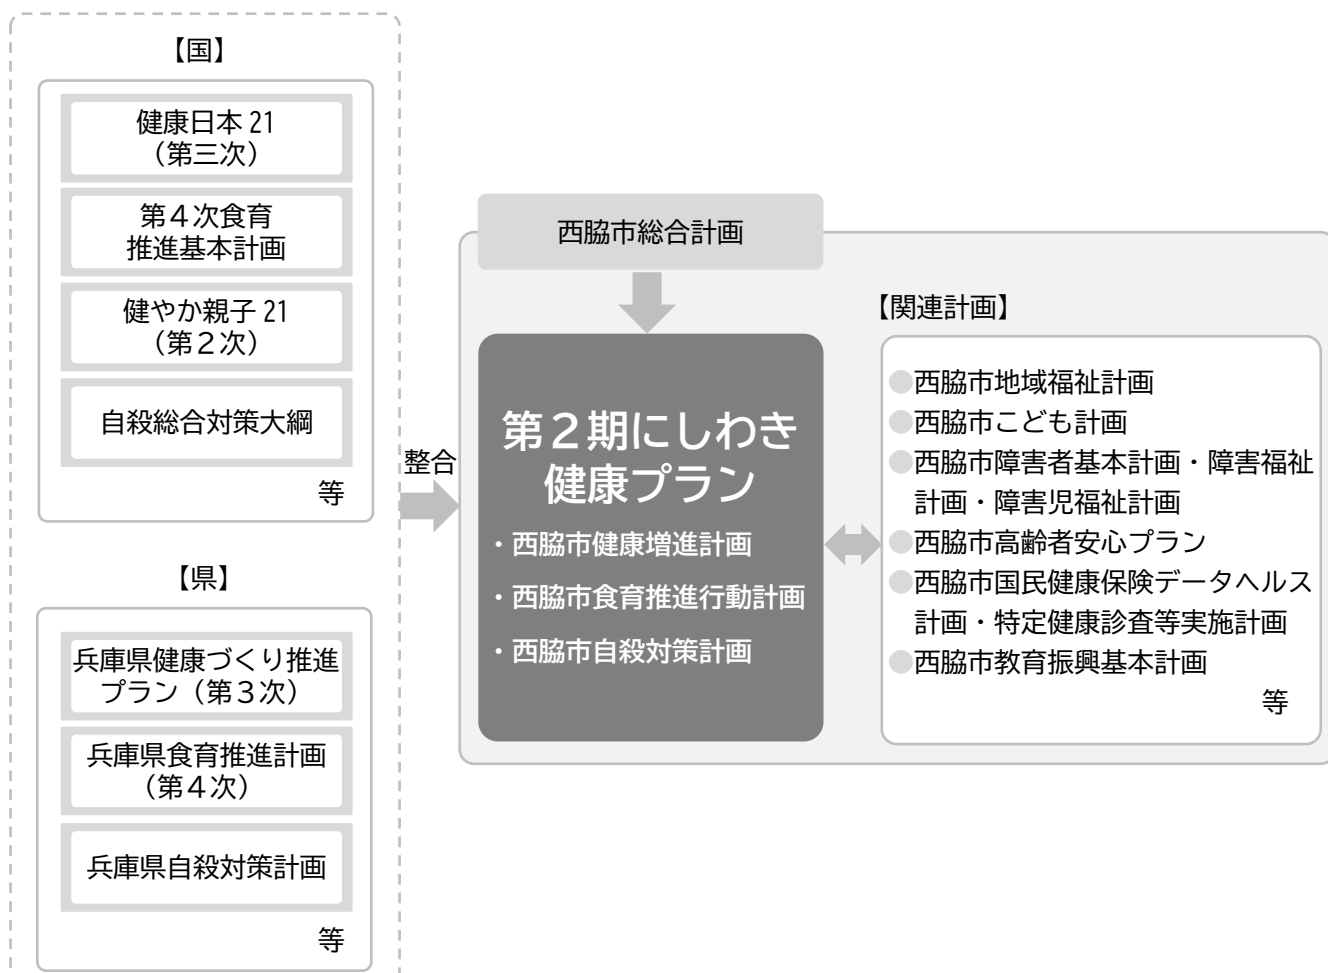 【国】
健康日本 21
（第三次）
第４次食育
推進基本計画
健やか親子 21
（第２次）
自殺総合対策大綱
等
【県】
兵庫県健康づくり推進
プラン（第３次）
兵庫県食育推進計画
（第４次）
兵庫県自殺対策計画
等
整合
西脇市総合計画
第２期にしわき
健康プラン
・西脇市健康増進計画
・西脇市食育推進行動計画
・西脇市自殺対策計画
【関連計画】
●西脇市地域福祉計画
●西脇市こども計画
●西脇市障害者基本計画・障害福祉
計画・障害児福祉計画
●西脇市高齢者安心プラン
●西脇市国民健康保険データヘルス
計画・特定健康診査等実施計画
●西脇市教育振興基本計画
等